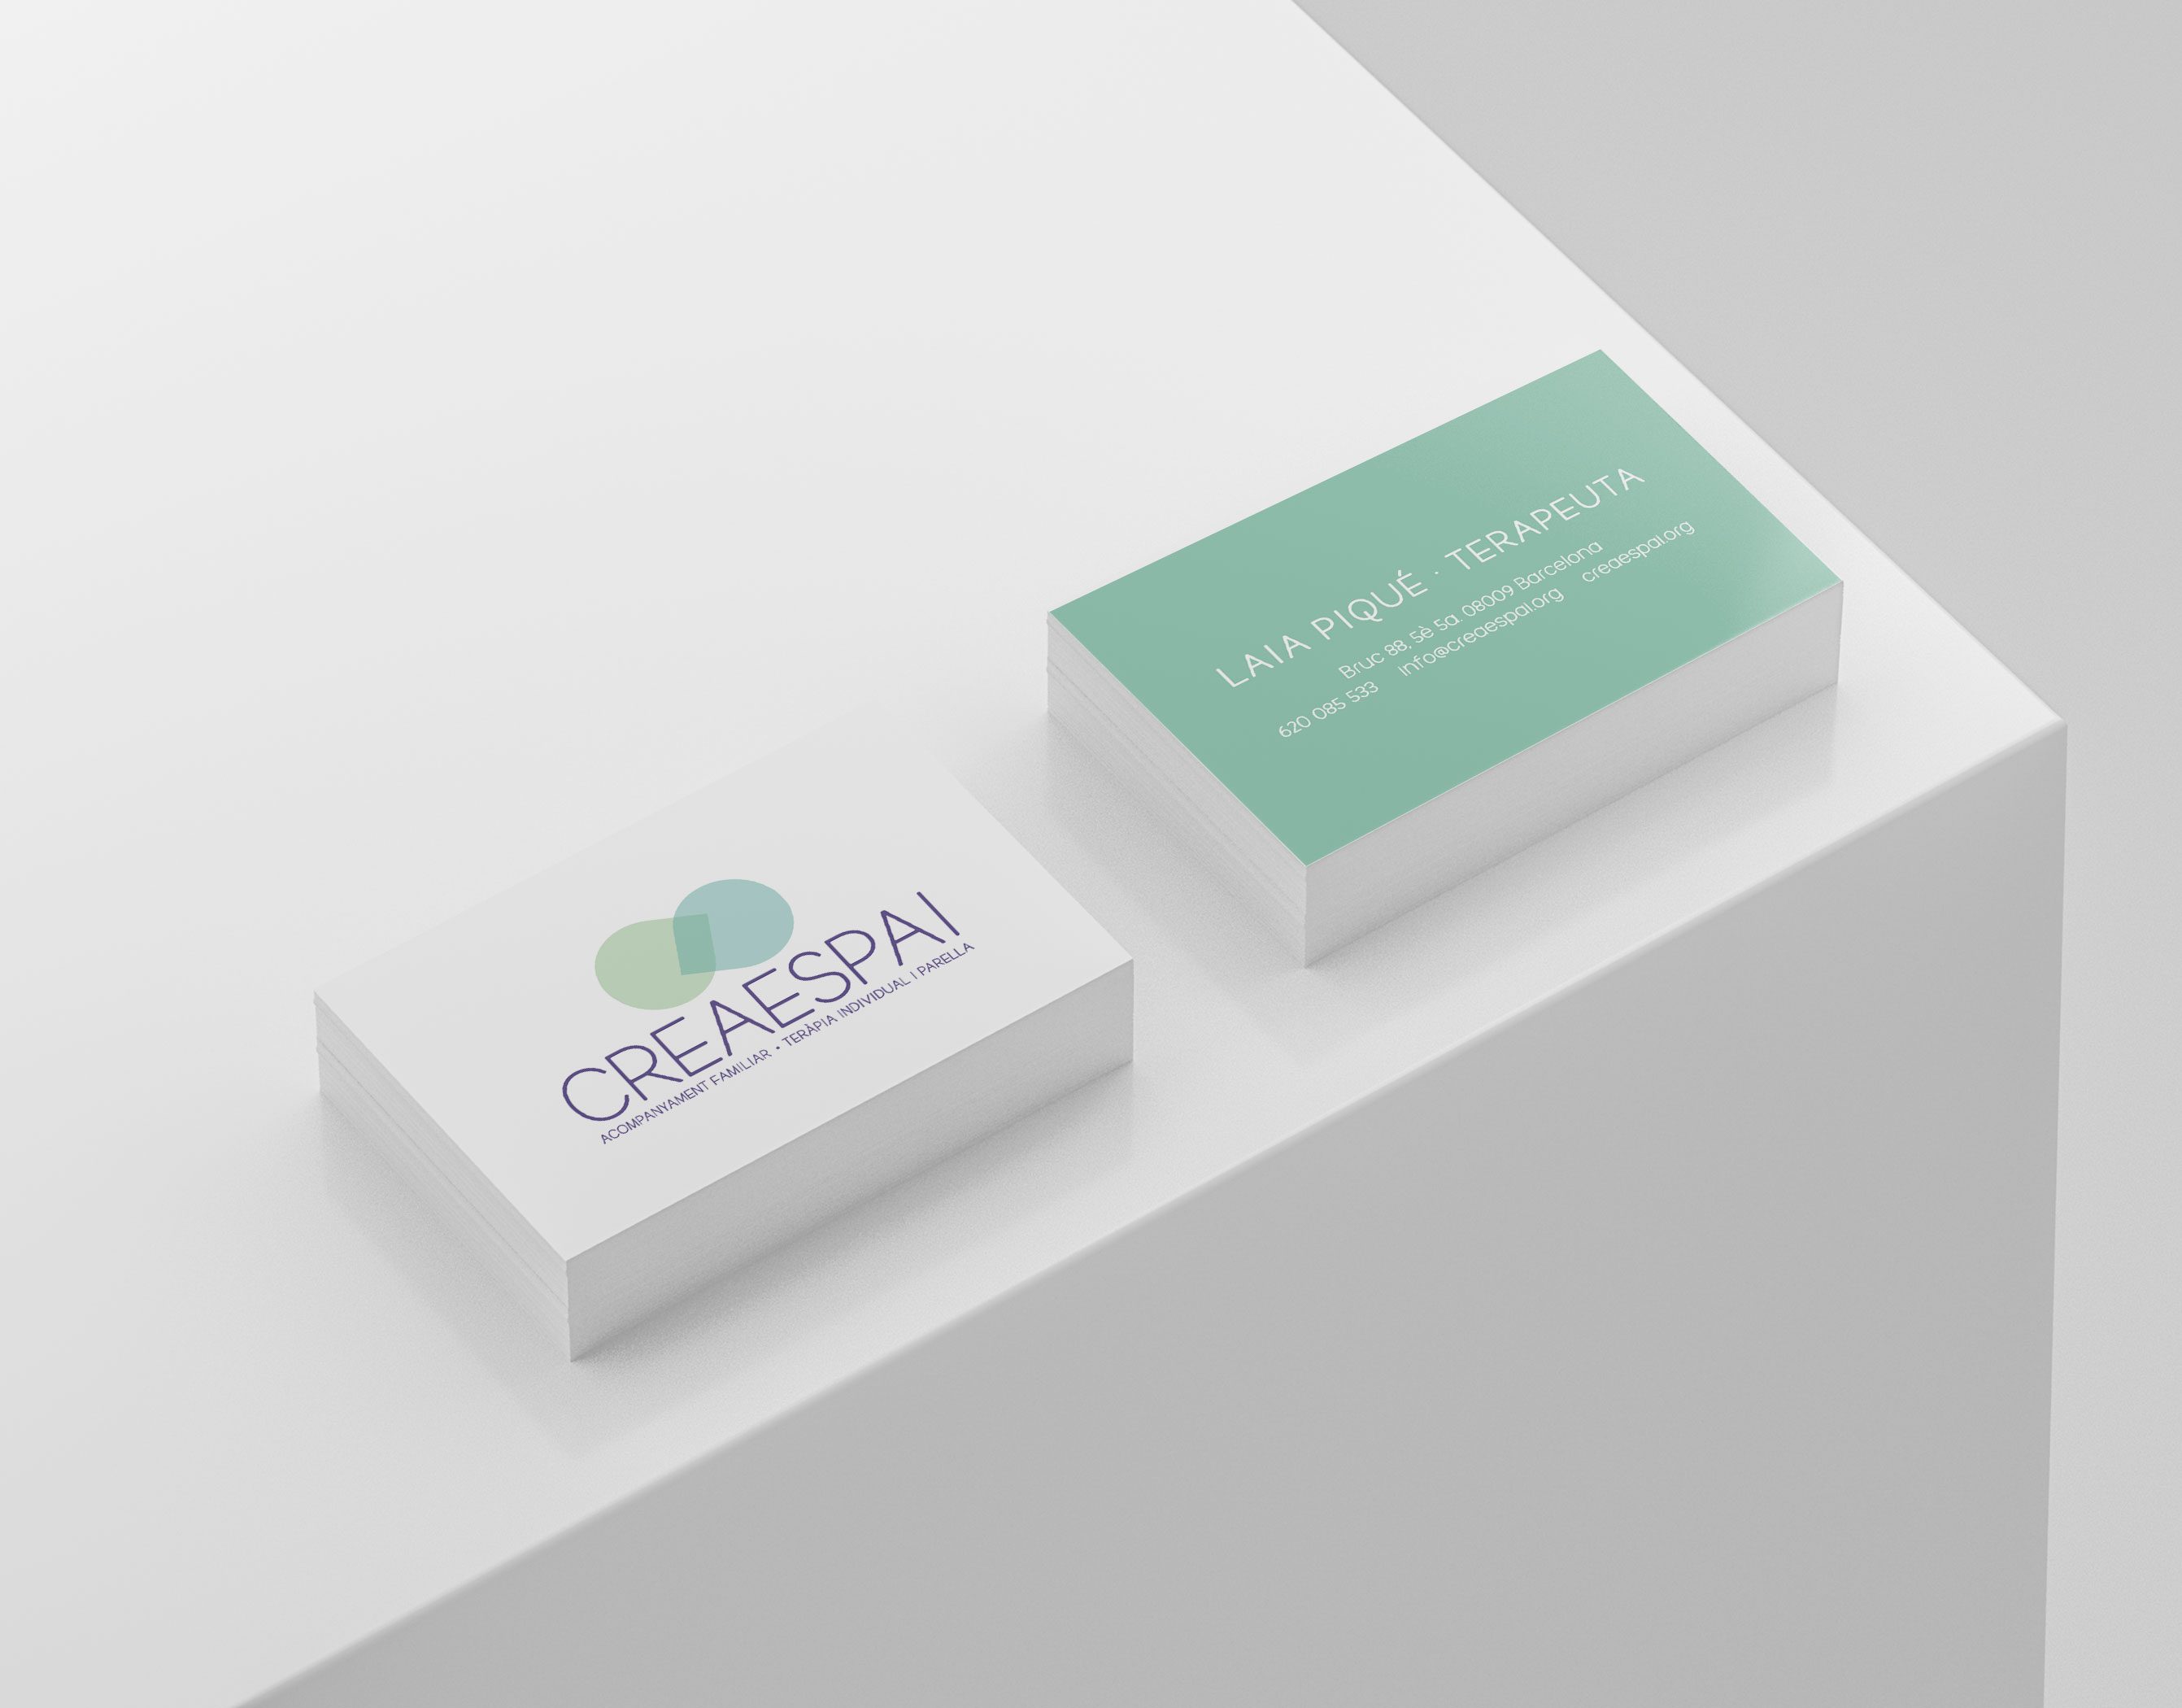 CREAESPAI
ACOMPANYAMENT FAMILIAR • TERÀPIA INDIVIDUAL I PARELLA
LAIA PIQUÉ · TERAPEUTA
Bruc 88, 5è 5a. 08009 Barcelona
620 085 533 info@creaespai.org creaespai.org